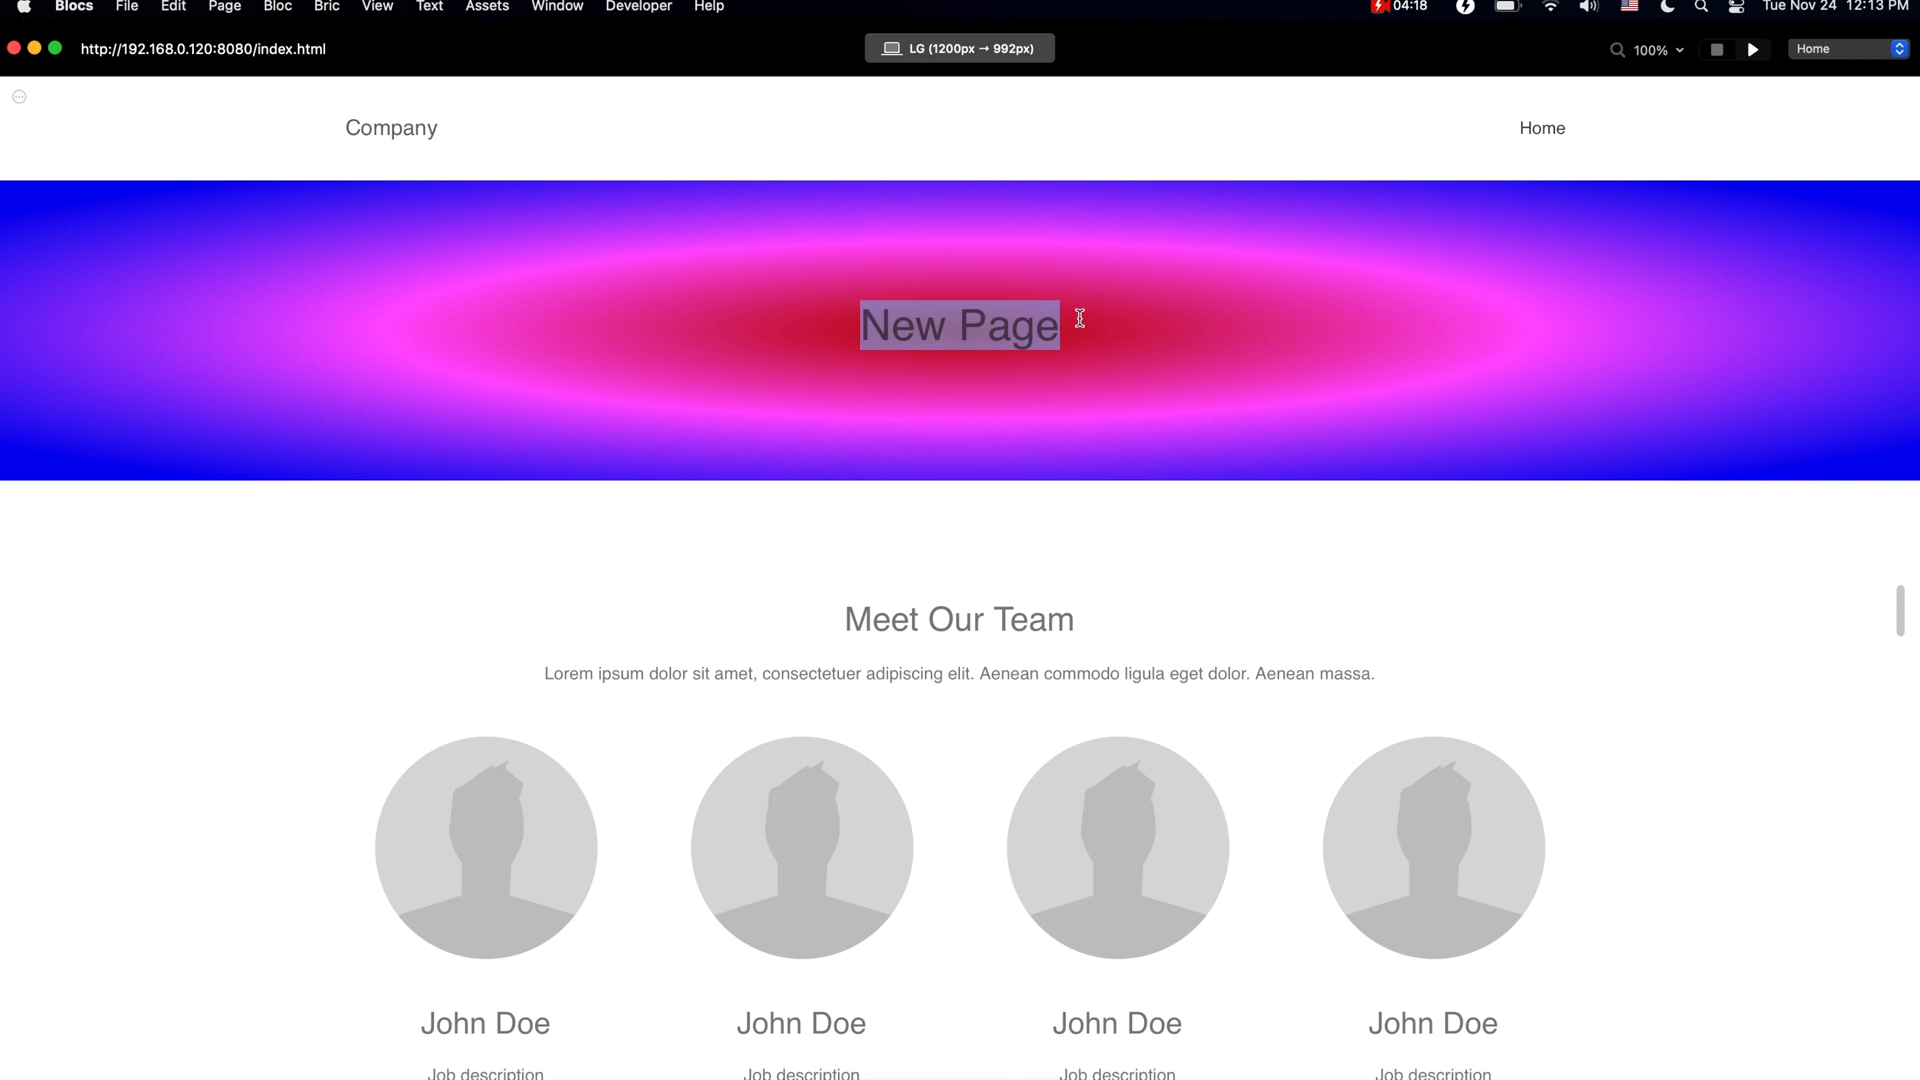 Blocs File Edit Page Bloc Bric View Text Assets Window Developer Help 04:18 Tue Nov 24 12:13 PM
http://192.168.0.120:8080/index.html LG (1200px → 992px) 100% Home
Company Home
New Page
Meet Our Team
Lorem ipsum dolor sit amet, consectetuer adipiscing elit. Aenean commodo ligula eget dolor. Aenean massa.
John Doe John Doe John Doe John Doe
Job description Job description Job description Job description